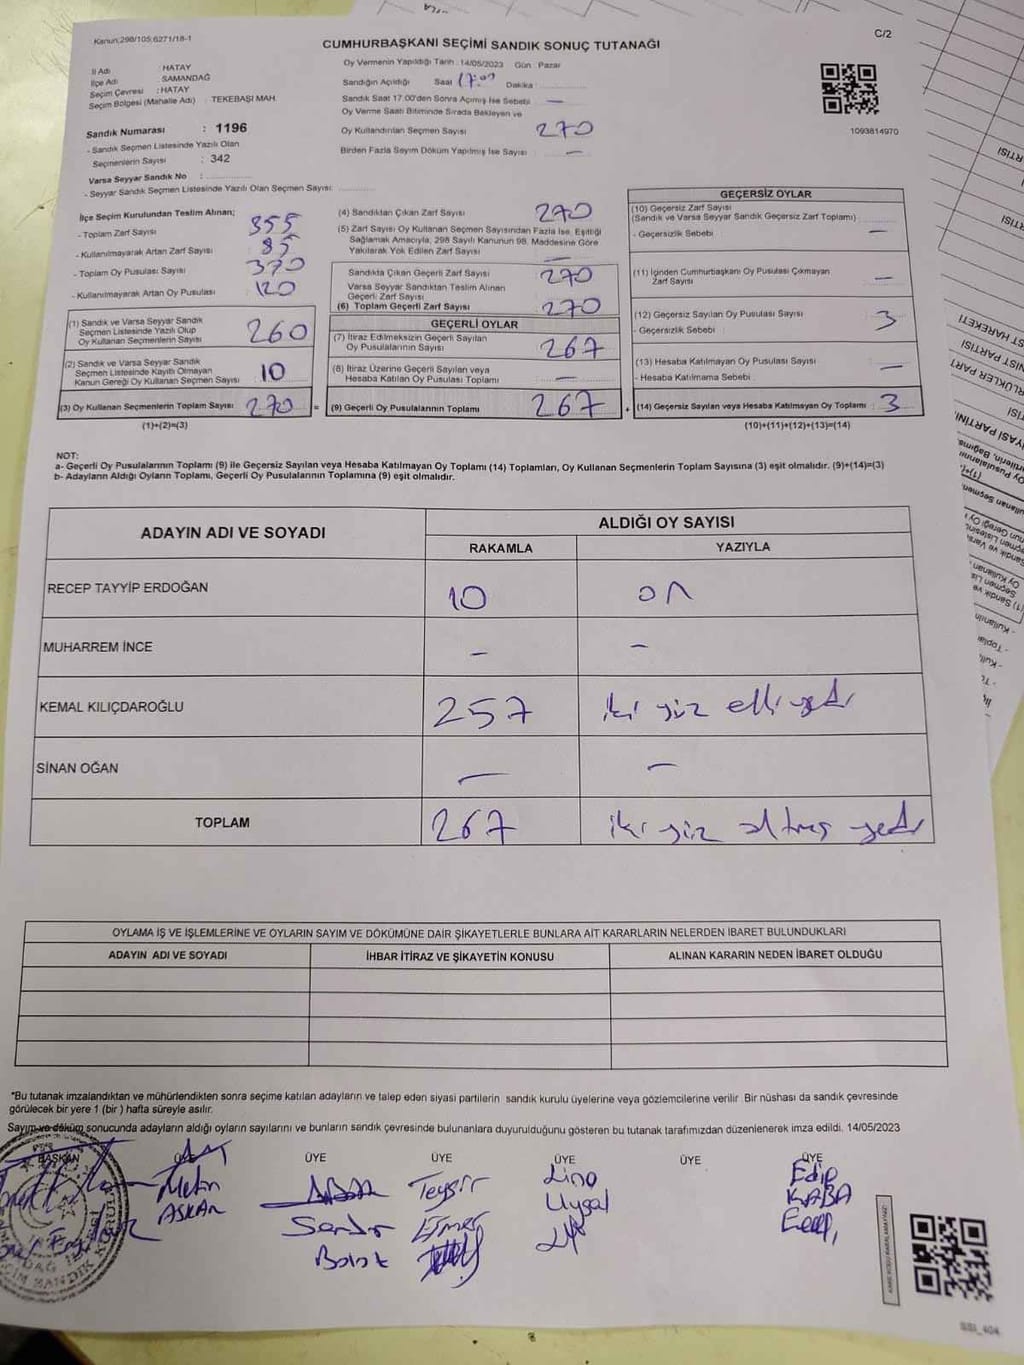 Kanun:298/105;6271/18-1
C/2
CUMHURBAŞKANI SEÇİMİ SANDIK SONUÇ TUTANAĞI
İl Adı : HATAY
İlçe Adı : SAMANDAĞ
Seçim Çevresi : HATAY
Seçim Bölgesi (Mahalle Adı) : TEKEBAŞI MAH.
Sandık Numarası : 1196
- Sandık Seçmen Listesinde Yazılı Olan
Seçmenlerin Sayısı : 342
Varsa Seyyar Sandık No :
- Seyyar Sandık Seçmen Listesinde Yazılı Olan Seçmen Sayısı:
Oy Vermenin Yapıldığı Tarih :14/05/2023 Gün : Pazar
Sandığın Açıldığı Saat 17:09 Dakika :
Sandık Saat 17:00'den Sonra Açımış İse Sebebi —
Oy Verme Saati Bitiminde Sırada Bekleyen ve
Oy Kullandırılan Seçmen Sayısı 270
Birden Fazla Sayım Döküm Yapılmış İse Sayısı —
1093814970
İlçe Seçim Kurulundan Teslim Alınan;
- Toplam Zarf Sayısı 355
- Kullanılmayarak Artan Zarf Sayısı 85
- Toplam Oy Pusulası Sayısı 370
- Kullanılmayarak Artan Oy Pusulası 120
(1) Sandık ve Varsa Seyyar Sandık
Seçmen Listesinde Yazılı Olup
Oy Kullanan Seçmenlerin Sayısı 260
(2) Sandık ve Varsa Seyyar Sandık
Seçmen Listesinde Kayıtlı Olmayan
Kanun Gereği Oy Kullanan Seçmen Sayısı 10
(3) Oy Kullanan Seçmenlerin Toplam Sayısı 270 =
(1)+(2)=(3)
(4) Sandıktan Çıkan Zarf Sayısı 270
(5) Zarf Sayısı Oy Kullanan Seçmen Sayısından Fazla İse, Eşitliği
Sağlamak Amacıyla, 298 Sayılı Kanunun 98. Maddesine Göre
Yakılarak Yok Edilen Zarf Sayısı —
Sandıkta Çıkan Geçerli Zarf Sayısı 270
Varsa Seyyar Sandıktan Teslim Alınan
Geçerli Zarf Sayısı
(6) Toplam Geçerli Zarf Sayısı 270
GEÇERLİ OYLAR
(7) İtiraz Edilmeksizin Geçerli Sayılan
Oy Pusulalarının Sayısı 267
(8) İtiraz Üzerine Geçerli Sayılan veya
Hesaba Katılan Oy Pusulası Toplamı —
(9) Geçerli Oy Pusulalarının Toplamı 267 +
GEÇERSİZ OYLAR
(10) Geçersiz Zarf Sayısı
(Sandık ve Varsa Seyyar Sandık Geçersiz Zarf Toplamı)
- Geçersizlik Sebebi —
(11) İçinden Cumhurbaşkanı Oy Pusulası Çıkmayan
Zarf Sayısı —
(12) Geçersiz Sayılan Oy Pusulası Sayısı 3
- Geçersizlik Sebebi
(13) Hesaba Katılmayan Oy Pusulası Sayısı —
- Hesaba Katılmama Sebebi
(14) Geçersiz Sayılan veya Hesaba Katılmayan Oy Toplamı 3
(10)+(11)+(12)+(13)=(14)
NOT:
a- Geçerli Oy Pusulalarının Toplamı (9) ile Geçersiz Sayılan veya Hesaba Katılmayan Oy Toplamı (14) Toplamları, Oy Kullanan Seçmenlerin Toplam Sayısına (3) eşit olmalıdır. (9)+(14)=(3)
b- Adayların Aldığı Oyların Toplamı, Geçerli Oy Pusulalarının Toplamına (9) eşit olmalıdır.
ADAYIN ADI VE SOYADI
ALDIĞI OY SAYISI
RAKAMLA YAZIYLA
RECEP TAYYİP ERDOĞAN 10 on
MUHARREM İNCE — —
KEMAL KILIÇDAROĞLU 257 iki yüz elli yedi
SİNAN OĞAN — —
TOPLAM 267 iki yüz altmış yedi
OYLAMA İŞ VE İŞLEMLERİNE VE OYLARIN SAYIM VE DÖKÜMÜNE DAİR ŞİKAYETLERLE BUNLARA AİT KARARLARIN NELERDEN İBARET BULUNDUKLARI
ADAYIN ADI VE SOYADI İHBAR İTİRAZ VE ŞİKAYETİN KONUSU ALINAN KARARIN NEDEN İBARET OLDUĞU
*Bu tutanak imzalandıktan ve mühürlendikten sonra seçime katılan adayların ve talep eden siyasi partilerin sandık kurulu üyelerine veya gözlemcilerine verilir. Bir nüshası da sandık çevresinde
görülecek bir yere 1 (bir) hafta süreyle asılır.
Sayım ve döküm sonucunda adayların aldığı oyların sayılarını ve bunların sandık çevresinde bulunanlara duyurulduğunu gösteren bu tutanak tarafımızdan düzenlenerek imza edildi. 14/05/2023
BAŞKAN ÜYE ÜYE ÜYE ÜYE ÜYE ÜYE
Metin
ASKAR
Teysir
Lina
Uysal
Edip
KABA
SSI_404